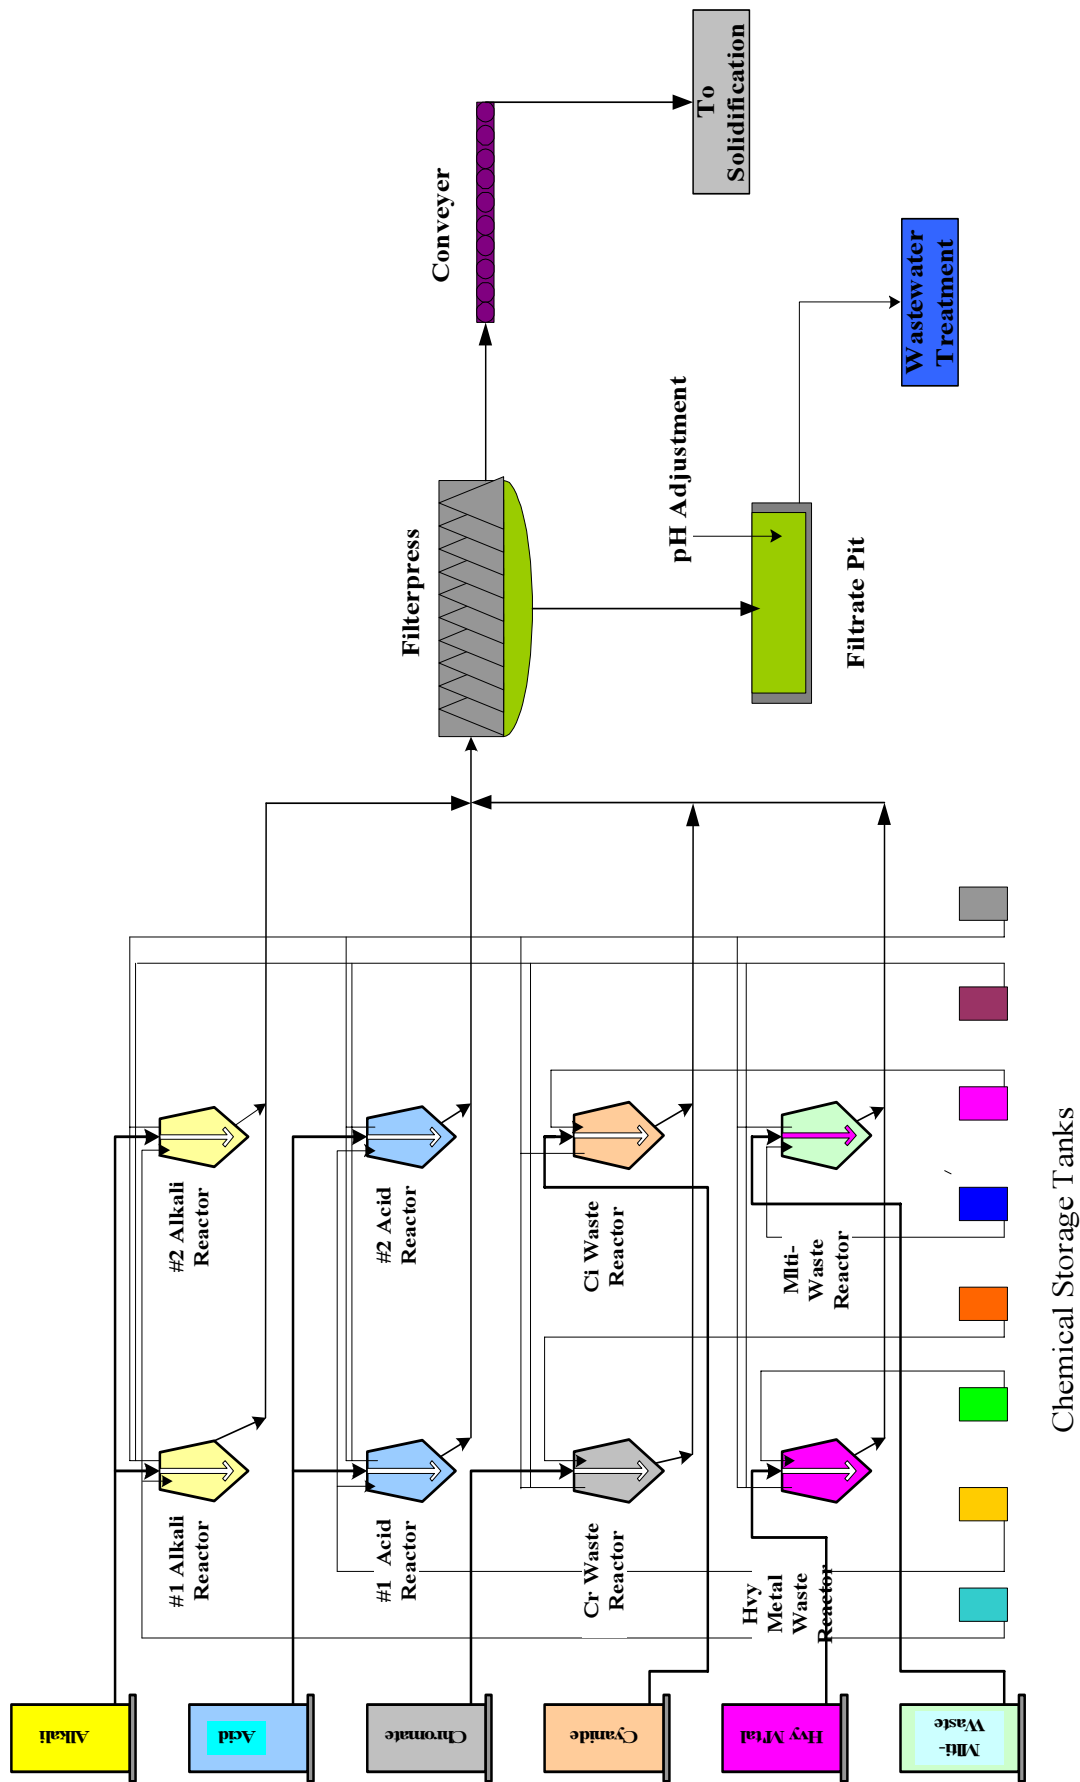 Alkali
Acid
Chromate
Cyanide
Hvy M'tal
Mlti-
Waste
#1 Alkali
Reactor
#2 Alkali
Reactor
#1 Acid
Reactor
#2 Acid
Reactor
Cr Waste
Reactor
Ci Waste
Reactor
Hvy
Metal
Waste
Reactor
Mlti-
Waste
Reactor
Filterpress
Conveyer
To
Solidification
pH Adjustment
Filtrate Pit
Wastewater
Treatment
Chemical Storage Tanks